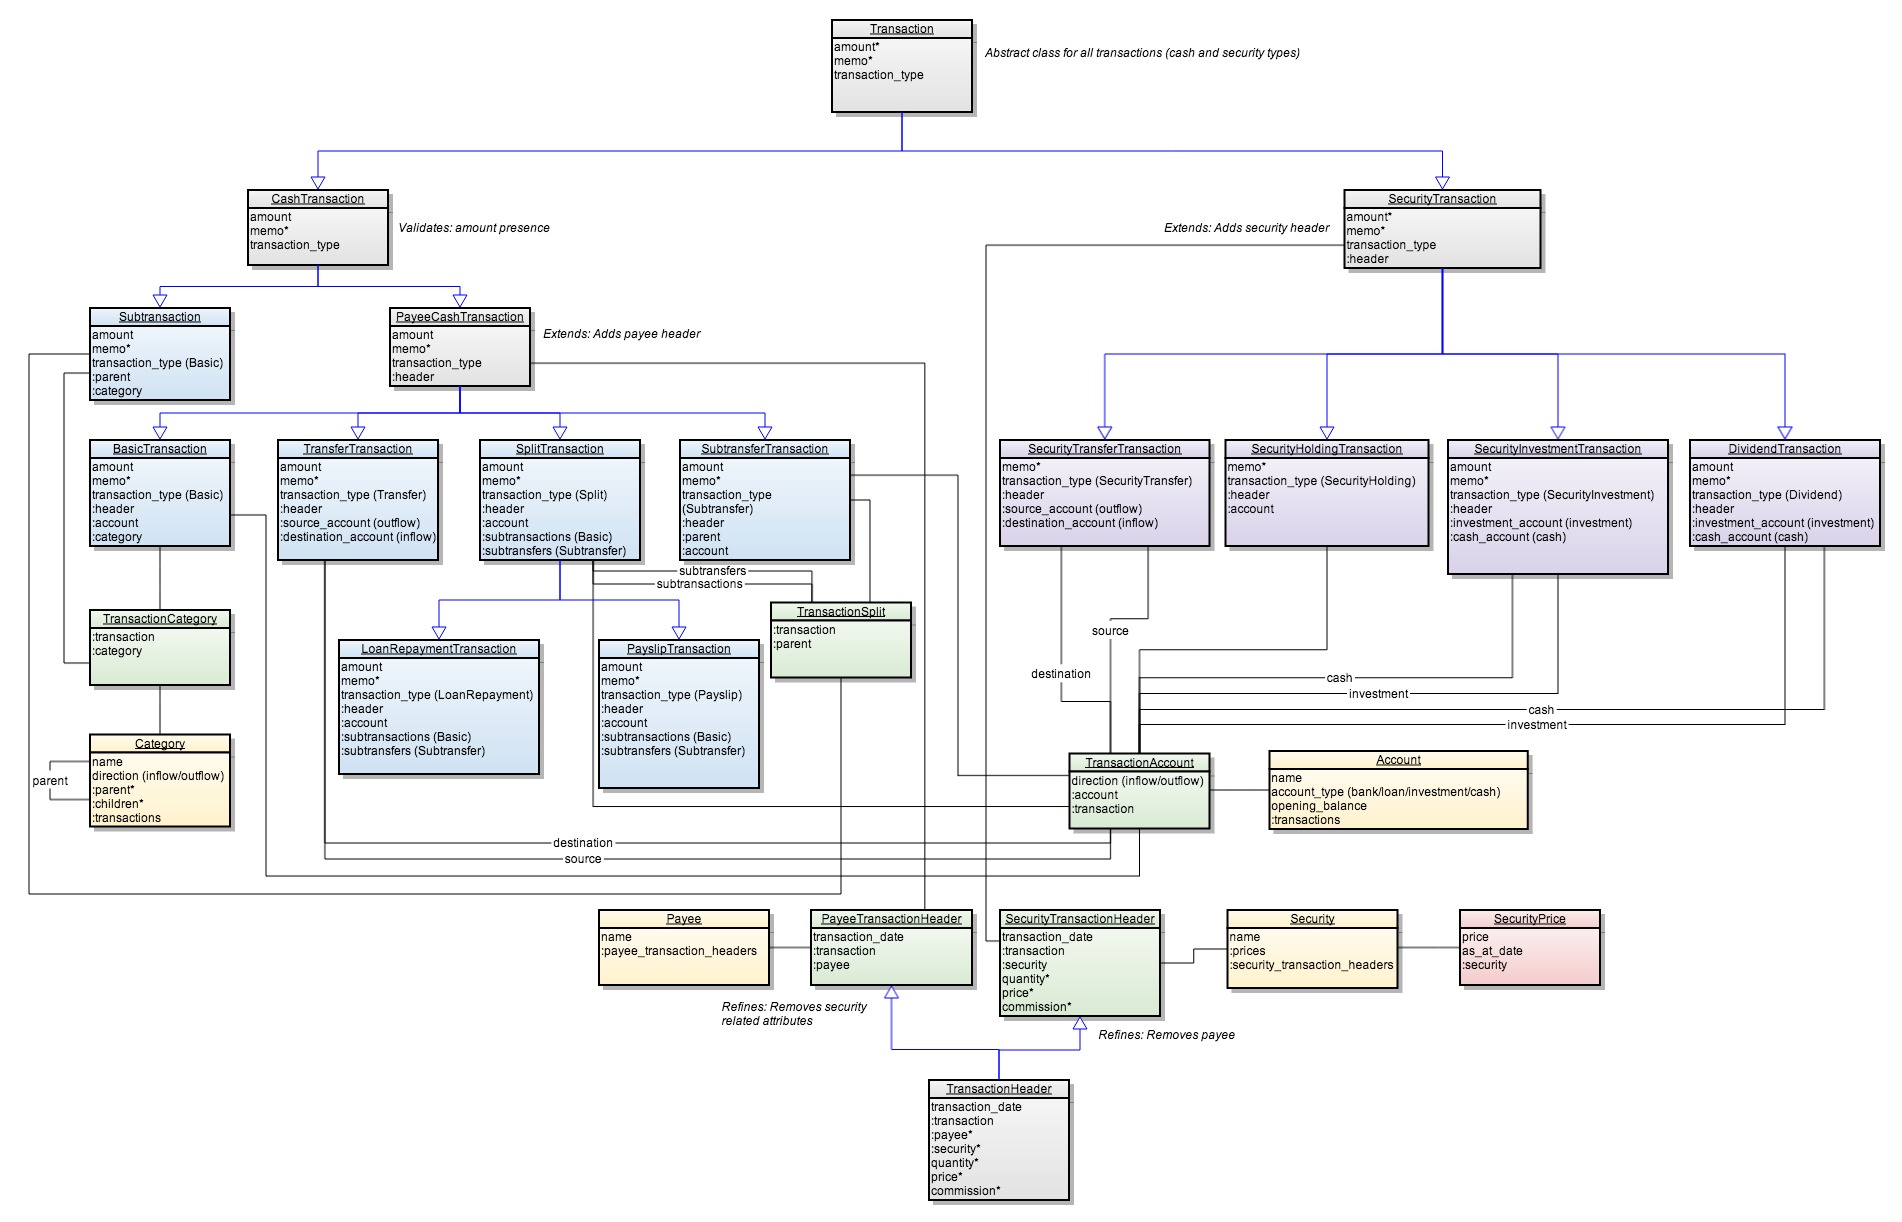 Transaction
amount*
memo*
transaction_type
Abstract class for all transactions (cash and security types)
CashTransaction
amount
memo*
transaction_type
Validates: amount presence
SecurityTransaction
amount*
memo*
transaction_type
:header
Extends: Adds security header
Subtransaction
amount
memo*
transaction_type (Basic)
:parent
:category
PayeeCashTransaction
amount
memo*
transaction_type
:header
Extends: Adds payee header
BasicTransaction
amount
memo*
transaction_type (Basic)
:header
:account
:category
TransferTransaction
amount
memo*
transaction_type (Transfer)
:header
:source_account (outflow)
:destination_account (inflow)
SplitTransaction
amount
memo*
transaction_type (Split)
:header
:account
:subtransactions (Basic)
:subtransfers (Subtransfer)
SubtransferTransaction
amount
memo*
transaction_type
(Subtransfer)
:header
:parent
:account
SecurityTransferTransaction
memo*
transaction_type (SecurityTransfer)
:header
:source_account (outflow)
:destination_account (inflow)
SecurityHoldingTransaction
memo*
transaction_type (SecurityHolding)
:header
:account
SecurityInvestmentTransaction
amount
memo*
transaction_type (SecurityInvestment)
:header
:investment_account (investment)
:cash_account (cash)
DividendTransaction
amount
memo*
transaction_type (Dividend)
:header
:investment_account (investment)
:cash_account (cash)
subtransfers
subtransactions
TransactionCategory
:transaction
:category
LoanRepaymentTransaction
amount
memo*
transaction_type (LoanRepayment)
:header
:account
:subtransactions (Basic)
:subtransfers (Subtransfer)
PayslipTransaction
amount
memo*
transaction_type (Payslip)
:header
:account
:subtransactions (Basic)
:subtransfers (Subtransfer)
TransactionSplit
:transaction
:parent
source
destination
cash
investment
cash
investment
Category
name
direction (inflow/outflow)
:parent*
:children*
:transactions
parent
TransactionAccount
direction (inflow/outflow)
:account
:transaction
Account
name
account_type (bank/loan/investment/cash)
opening_balance
:transactions
destination
source
Payee
name
:payee_transaction_headers
PayeeTransactionHeader
transaction_date
:transaction
:payee
SecurityTransactionHeader
transaction_date
:transaction
:security
quantity*
price*
commission*
Security
name
:prices
:security_transaction_headers
SecurityPrice
price
as_at_date
:security
Refines: Removes security
related attributes
Refines: Removes payee
TransactionHeader
transaction_date
:transaction
:payee*
:security*
quantity*
price*
commission*